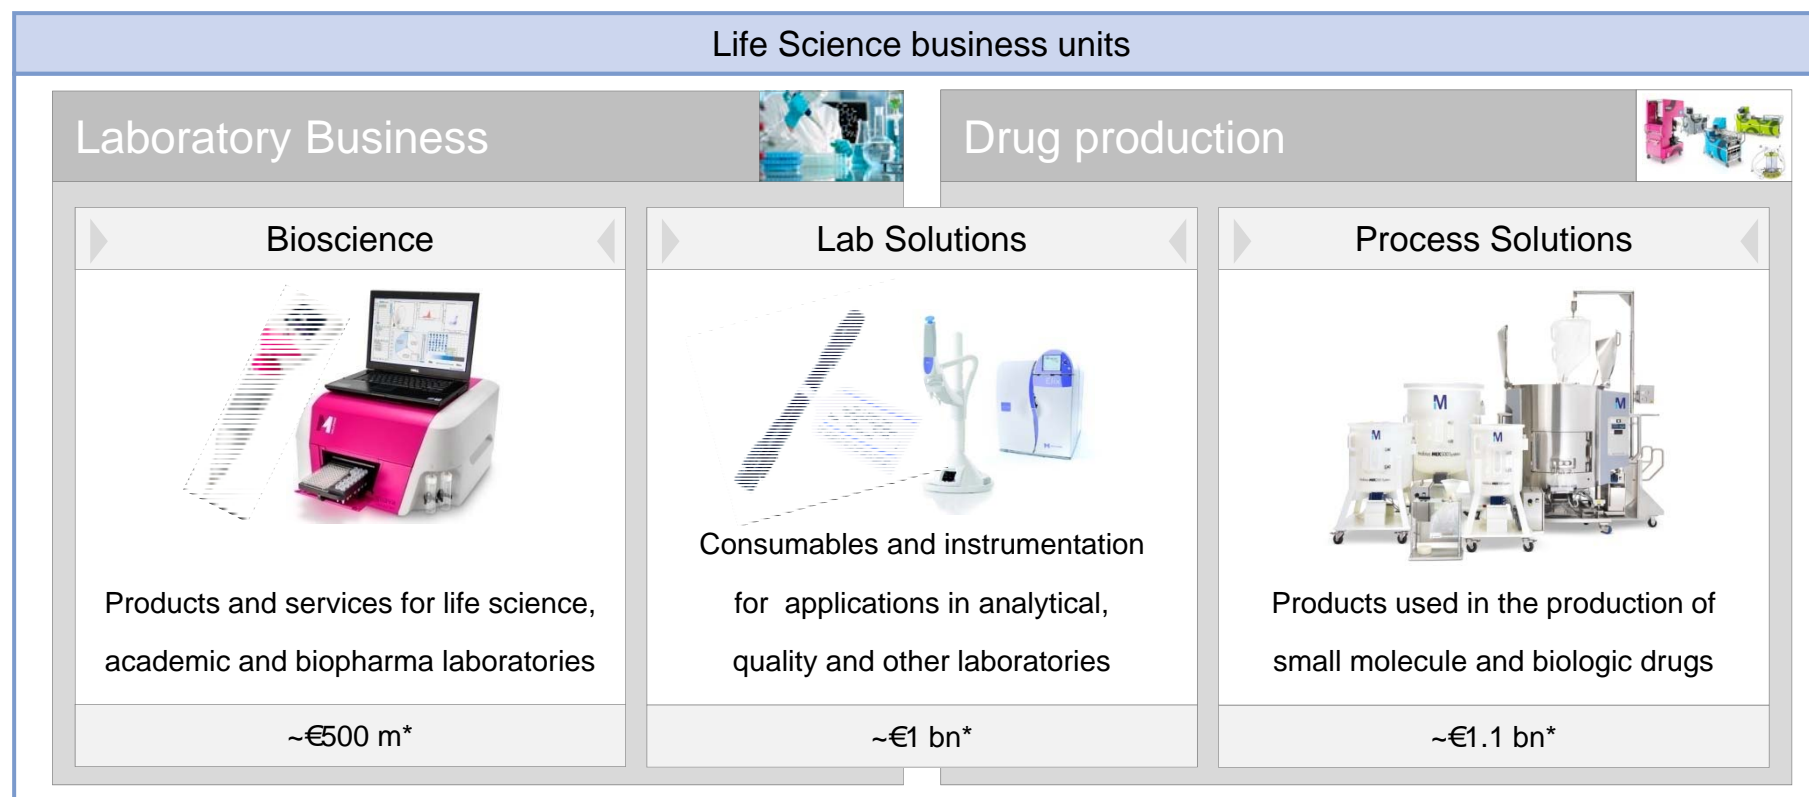 Life Science business units
Laboratory Business
Drug production
Bioscience
Lab Solutions
Process Solutions
Products and services for life science,
academic and biopharma laboratories
Consumables and instrumentation
for applications in analytical,
quality and other laboratories
Products used in the production of
small molecule and biologic drugs
~€500 m*
~€1 bn*
~€1.1 bn*